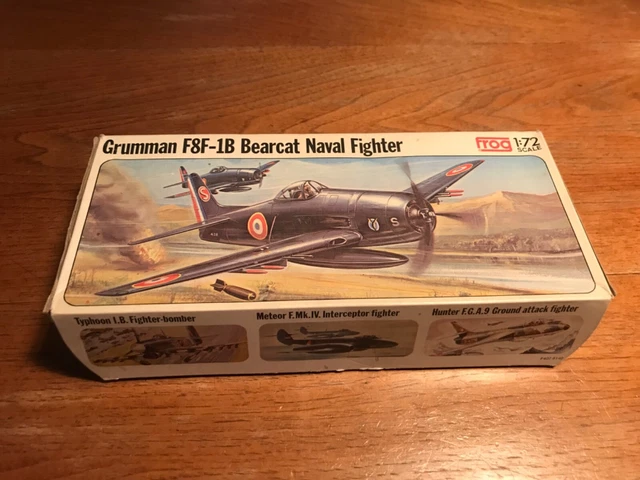 Grumman F8F-1B Bearcat Naval Fighter
FROG
1:72
SCALE
S
S
Typhoon I.B. Fighter-bomber
Meteor F.Mk.IV. Interceptor fighter
Hunter F.G.A.9 Ground attack fighter